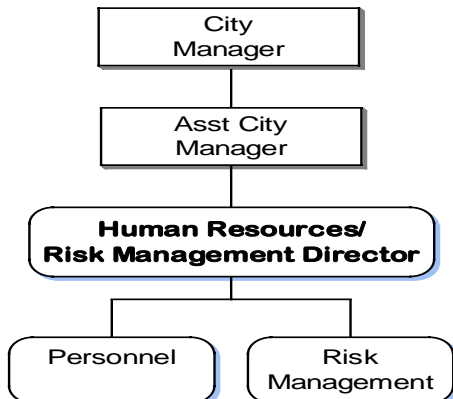 City
Manager
Asst City
Manager
Human Resources/
Risk Management Director
Personnel
Risk
Management